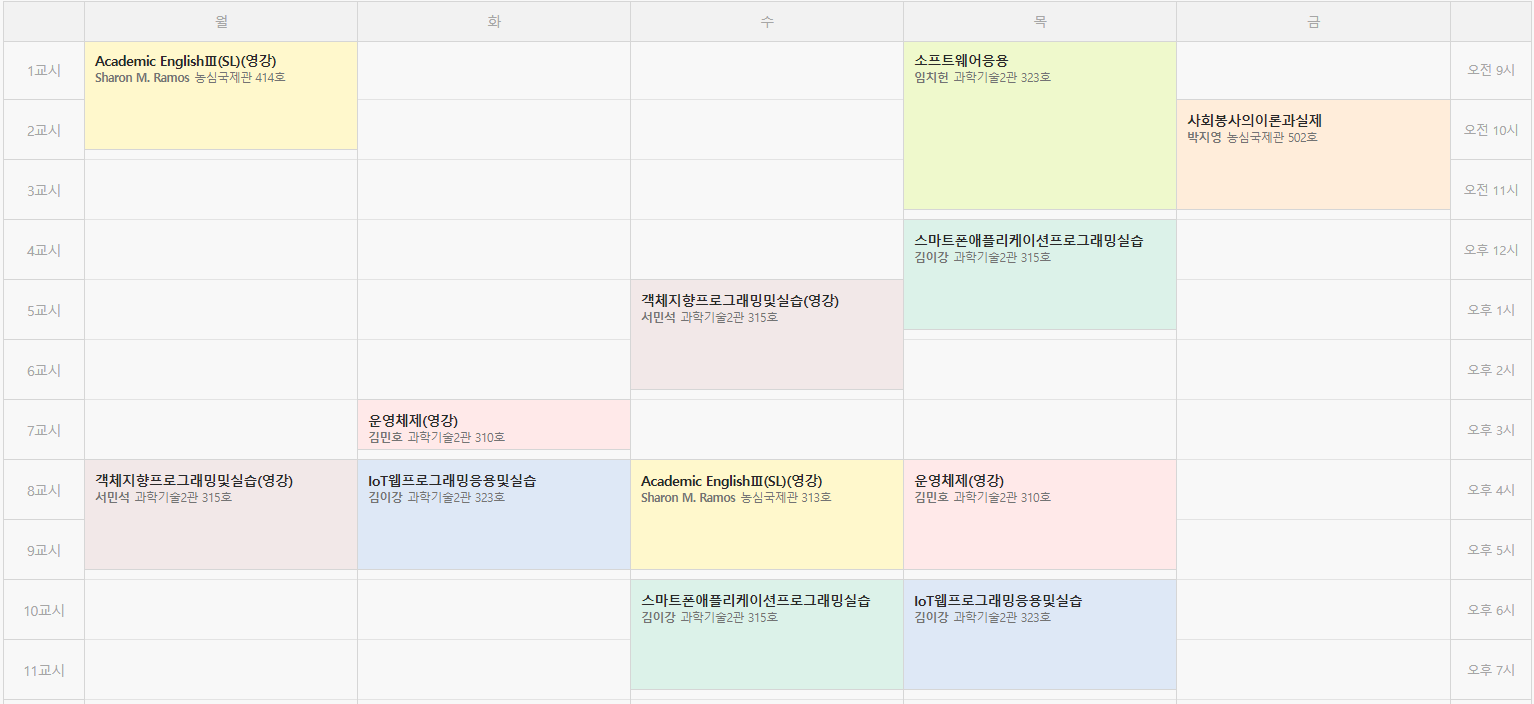 월 화 수 목 금
1교시 오전 9시
Academic EnglishⅢ(SL)(영강)
Sharon M. Ramos 농심국제관 414호
소프트웨어응용
임치헌 과학기술2관 323호
2교시 오전 10시
사회봉사의이론과실제
박지영 농심국제관 502호
3교시 오전 11시
4교시 오후 12시
스마트폰애플리케이션프로그래밍실습
김이강 과학기술2관 315호
5교시 오후 1시
객체지향프로그래밍및실습(영강)
서민석 과학기술2관 315호
6교시 오후 2시
7교시 오후 3시
운영체제(영강)
김민호 과학기술2관 310호
8교시 오후 4시
객체지향프로그래밍및실습(영강)
서민석 과학기술2관 315호
IoT웹프로그래밍응용및실습
김이강 과학기술2관 323호
Academic EnglishⅢ(SL)(영강)
Sharon M. Ramos 농심국제관 313호
운영체제(영강)
김민호 과학기술2관 310호
9교시 오후 5시
10교시 오후 6시
스마트폰애플리케이션프로그래밍실습
김이강 과학기술2관 315호
IoT웹프로그래밍응용및실습
김이강 과학기술2관 323호
11교시 오후 7시